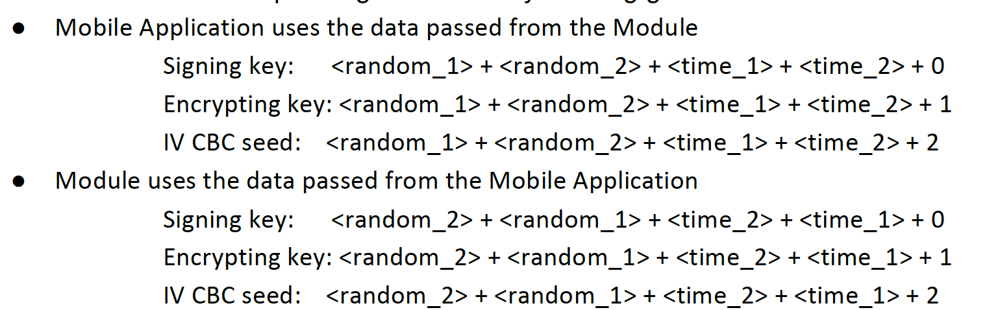 ● Mobile Application uses the data passed from the Module
Signing key: <random_1> + <random_2> + <time_1> + <time_2> + 0
Encrypting key: <random_1> + <random_2> + <time_1> + <time_2> + 1
IV CBC seed: <random_1> + <random_2> + <time_1> + <time_2> + 2
● Module uses the data passed from the Mobile Application
Signing key: <random_2> + <random_1> + <time_2> + <time_1> + 0
Encrypting key: <random_2> + <random_1> + <time_2> + <time_1> + 1
IV CBC seed: <random_2> + <random_1> + <time_2> + <time_1> + 2